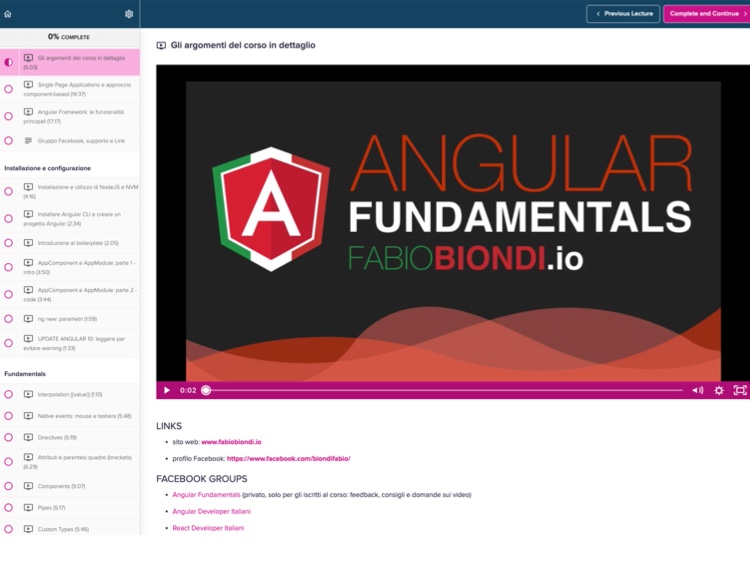 Previous Lecture
Complete and Continue
0% COMPLETE
Gli argomenti del corso in dettaglio
(5:03)
Single Page Applications e approccio
component-based (14:37)
Angular Framework: le funzionalità
principali (17:17)
Gruppo Facebook, supporto e Link
Installazione e configurazione
Installazione e utilizzo di NodeJS e NVM
(4:16)
Installare Angular CLI e creare un
progetto Angular (2:34)
Introduzione al boilerplate (2:05)
AppComponent e AppModule: parte 1 -
intro (3:50)
AppComponent e AppModule: parte 2 -
code (3:44)
ng new: parametri (1:59)
UPDATE ANGULAR 10: leggere per
evitare warning (1:33)
Fundamentals
Interpolation {{value}} (1:10)
Native events: mouse e tastiera (5:48)
Directives (5:19)
Attributi e parentesi quadre (brackets)
(6:29)
Components (5:07)
Pipes (5:17)
Custom Types (5:46)
Gli argomenti del corso in dettaglio
A
ANGULAR
FUNDAMENTALS
FABIOBIONDI.io
0:02
LINKS
sito web: www.fabiobiondi.io
profilo Facebook: https://www.facebook.com/biondifabio/
FACEBOOK GROUPS
Angular Fundamentals (privato, solo per gli iscritti al corso: feedback, consigli e domande sui video)
Angular Developer Italiani
React Developer Italiani